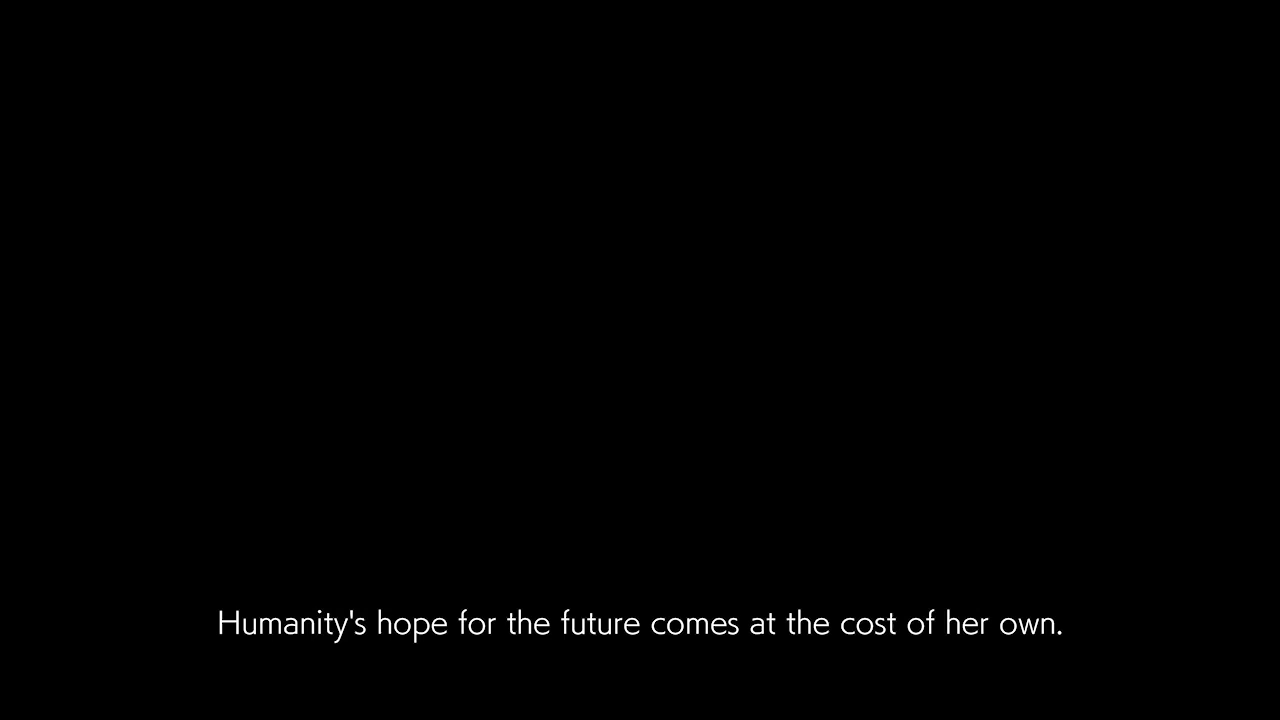 Humanity's hope for the future comes at the cost of her own.